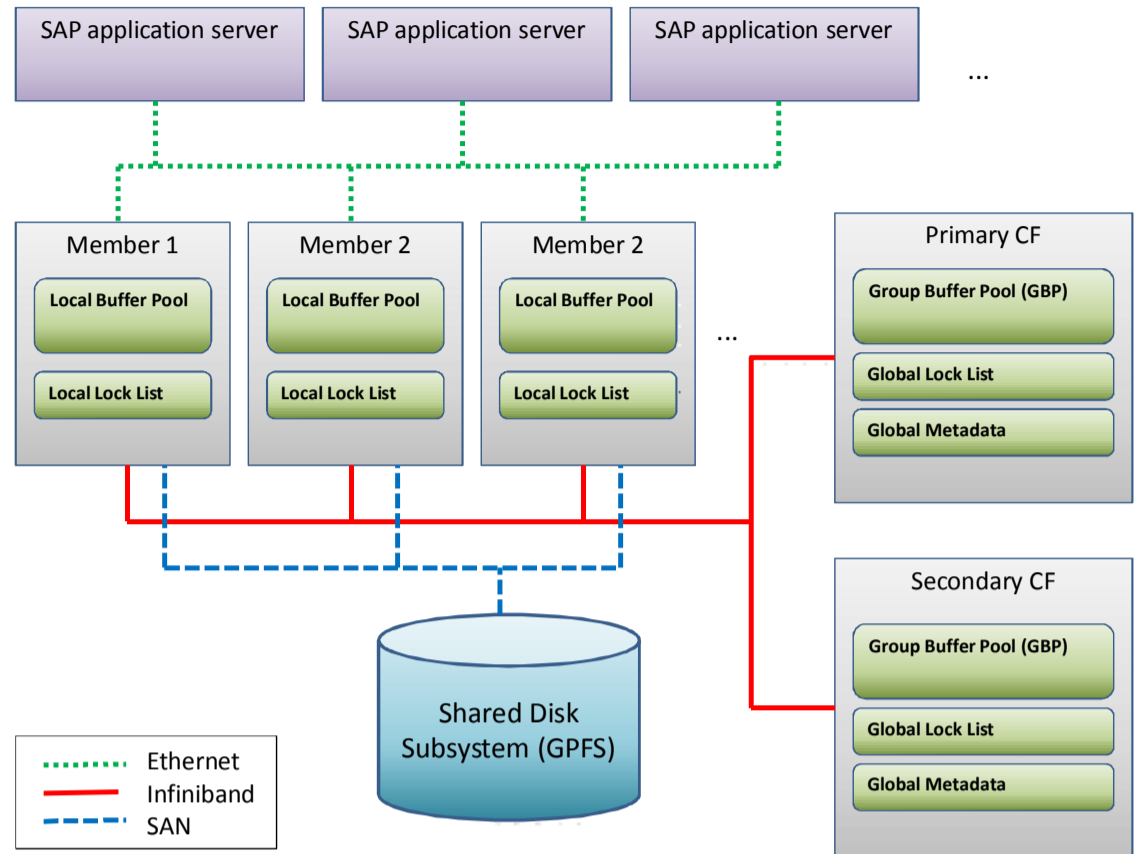 SAP application server
SAP application server
SAP application server
...
Member 1
Local Buffer Pool
Local Lock List
Member 2
Local Buffer Pool
Local Lock List
Member 2
Local Buffer Pool
Local Lock List
...
Primary CF
Group Buffer Pool (GBP)
Global Lock List
Global Metadata
Secondary CF
Group Buffer Pool (GBP)
Global Lock List
Global Metadata
Shared Disk
Subsystem (GPFS)
Ethernet
Infiniband
SAN